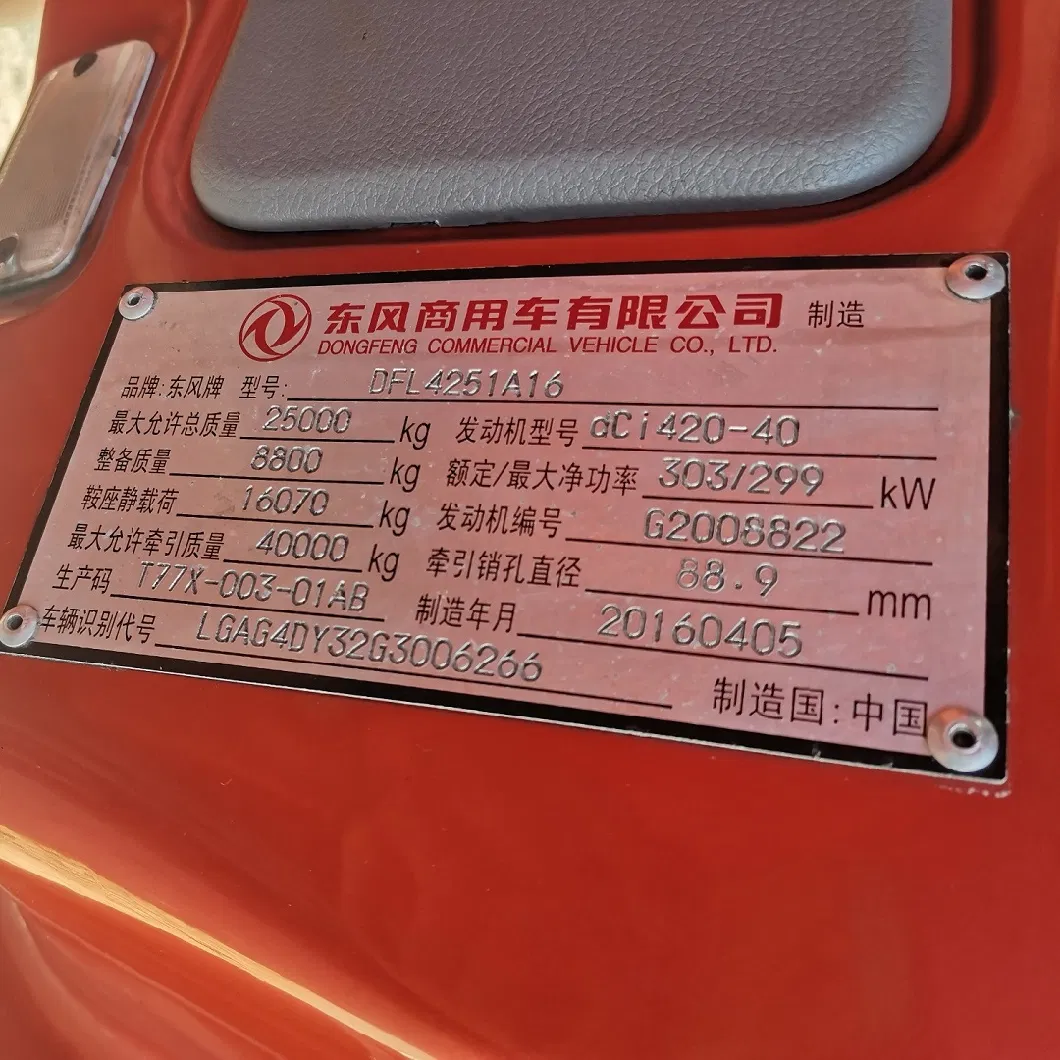 东风商用车有限公司 制造
DONGFENG COMMERCIAL VEHICLE CO., LTD.
品牌:东风牌 型号: DFL4251A16
最大允许总质量 25000 kg 发动机型号 dCi420-40
整备质量 8800 kg 额定/最大净功率 303/299 kW
鞍座静载荷 16070 kg 发动机编号 G2008822
最大允许牵引质量 40000 kg 牵引销孔直径 88.9 mm
生产码 T77X-003-01AB 制造年月 20160405
车辆识别代号 LGAG4DY32G3006266
制造国:中国